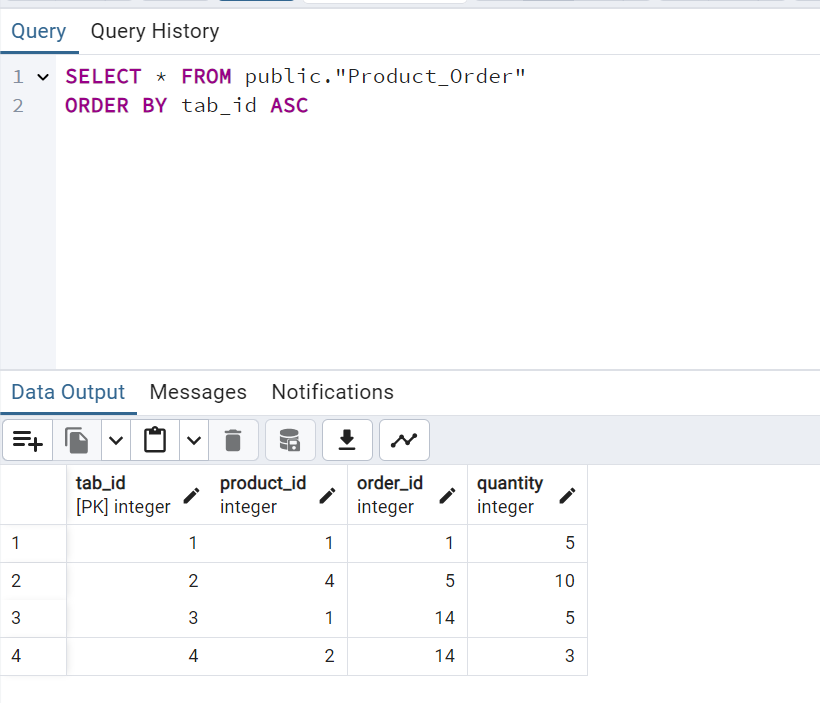 Query Query History
1 SELECT * FROM public."Product_Order"
2 ORDER BY tab_id ASC
Data Output Messages Notifications
tab_id product_id order_id quantity
[PK] integer integer integer integer
1 1 1 1 5
2 2 4 5 10
3 3 1 14 5
4 4 2 14 3